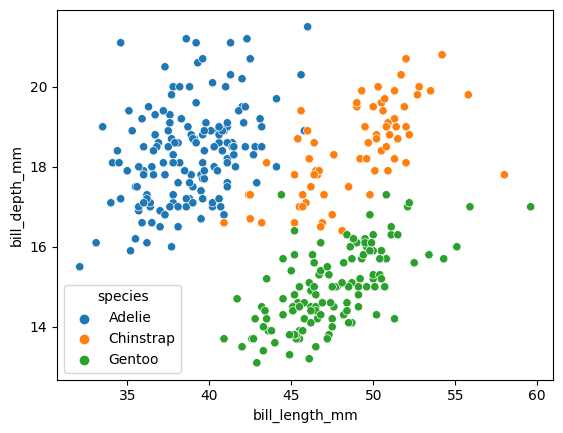 20
18
16
14
bill_depth_mm
species
Adelie
Chinstrap
Gentoo
35
40
45
50
55
60
bill_length_mm